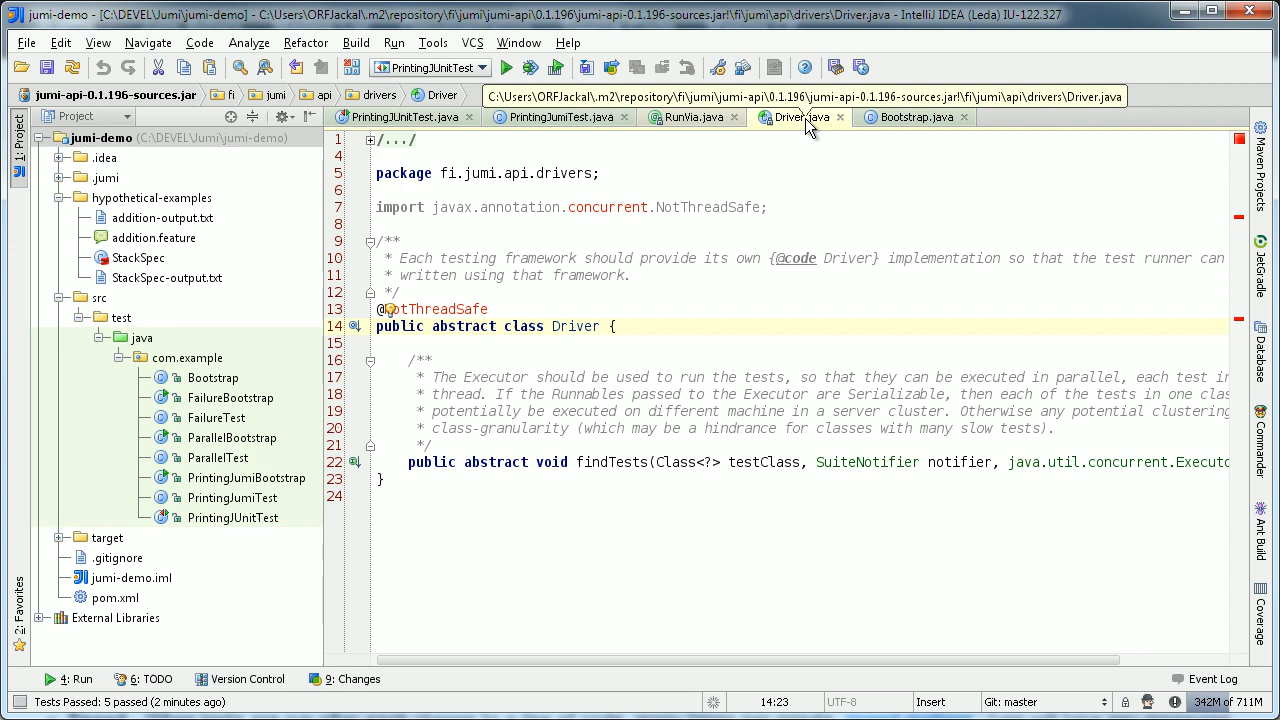 jumi-demo - [C:\DEVEL\Jumi\jumi-demo] - C:\Users\ORFJackal\.m2\repository\fi\jumi\jumi-api\0.1.196\jumi-api-0.1.196-sources.jar!\fi\jumi\api\drivers\Driver.java - IntelliJ IDEA (Leda) IU-122.327
File Edit View Navigate Code Analyze Refactor Build Run Tools VCS Window Help
PrintingJUnitTest
jumi-api-0.1.196-sources.jar fi jumi api drivers Driver
C:\Users\ORFJackal\.m2\repository\fi\jumi\jumi-api\0.1.196\jumi-api-0.1.196-sources.jar!\fi\jumi\api\drivers\Driver.java
1: Project
Project
PrintingJUnitTest.java PrintingJumiTest.java RunVia.java Driver.java Bootstrap.java
jumi-demo (C:\DEVEL\Jumi\jumi-demo)
.idea
.jumi
hypothetical-examples
addition-output.txt
addition.feature
StackSpec
StackSpec-output.txt
src
test
java
com.example
Bootstrap
FailureBootstrap
FailureTest
ParallelBootstrap
ParallelTest
PrintingJumiBootstrap
PrintingJumiTest
PrintingJUnitTest
target
.gitignore
jumi-demo.iml
pom.xml
External Libraries
2: Favorites
1 /.../
4
5 package fi.jumi.api.drivers;
6
7 import javax.annotation.concurrent.NotThreadSafe;
8
9 /**
10 * Each testing framework should provide its own {@code Driver} implementation so that the test runner can
11 * written using that framework.
12 */
13 @NotThreadSafe
14 public abstract class Driver {
15
16 /**
17 * The Executor should be used to run the tests, so that they can be executed in parallel, each test in
18 * thread. If the Runnables passed to the Executor are Serializable, then each of the tests in one clas
19 * potentially be executed on different machine in a server cluster. Otherwise any potential clustering
20 * class-granularity (which may be a hindrance for classes with many slow tests).
21 */
22 public abstract void findTests(Class<?> testClass, SuiteNotifier notifier, java.util.concurrent.Executo
23 }
24
Maven Projects
JetGradle
Database
Commander
Ant Build
Coverage
4: Run 6: TODO Version Control 9: Changes Event Log
Tests Passed: 5 passed (2 minutes ago) 14:23 UTF-8 Insert Git: master 342M of 711M